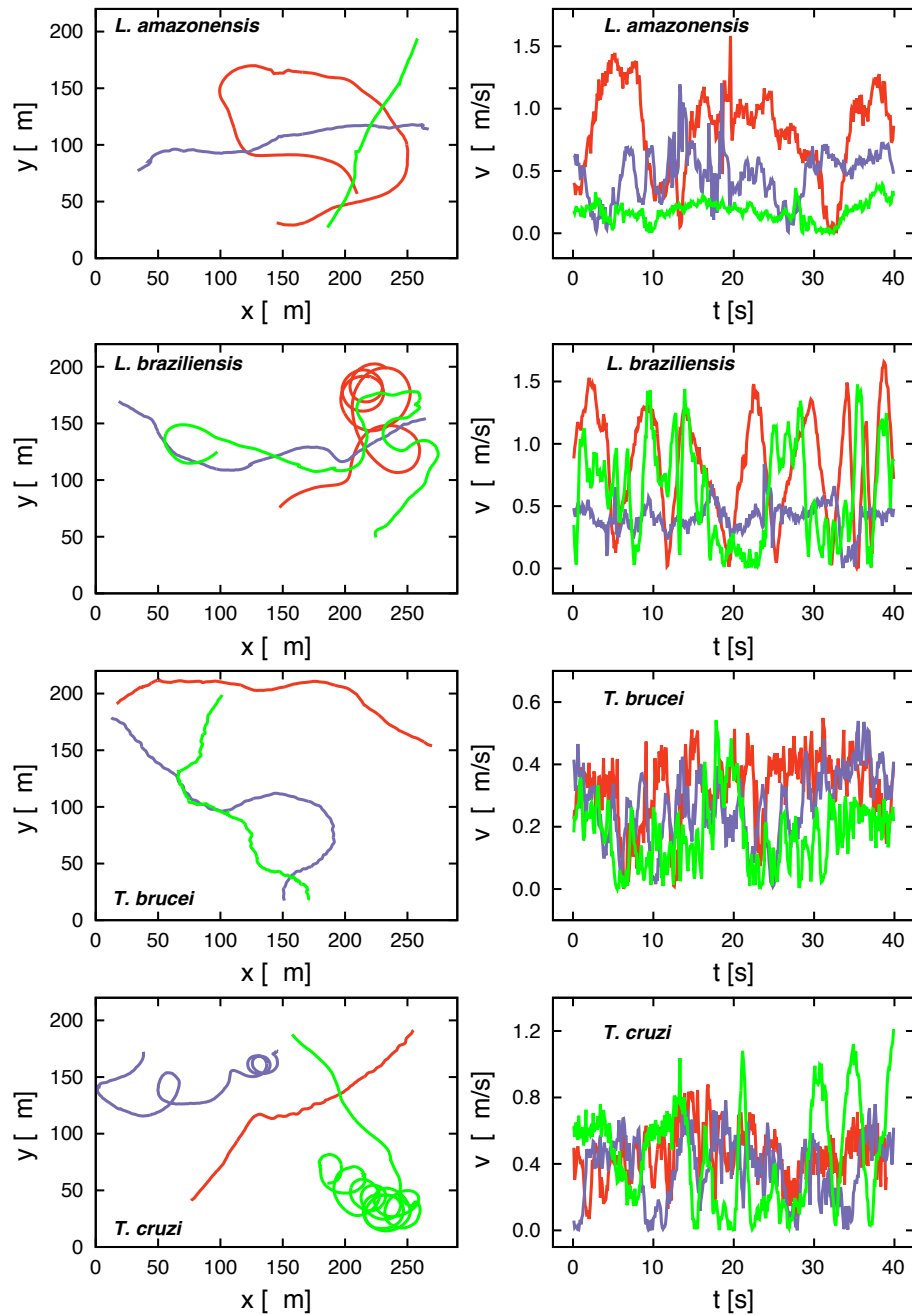 L. amazonensis
200
150
100
50
0
y [ m]
0 50 100 150 200 250
x [ m]
L. amazonensis
1.5
1.0
0.5
0.0
v [ m/s]
0 10 20 30 40
t [s]
L. braziliensis
200
150
100
50
0
y [ m]
0 50 100 150 200 250
x [ m]
L. braziliensis
1.5
1.0
0.5
0.0
v [ m/s]
0 10 20 30 40
t [s]
200
150
100
50
0
y [ m]
T. brucei
0 50 100 150 200 250
x [ m]
0.6
T. brucei
0.4
0.2
0.0
v [ m/s]
0 10 20 30 40
t [s]
200
150
100
50
0
y [ m]
T. cruzi
0 50 100 150 200 250
x [ m]
1.2
T. cruzi
0.8
0.4
0.0
v [ m/s]
0 10 20 30 40
t [s]